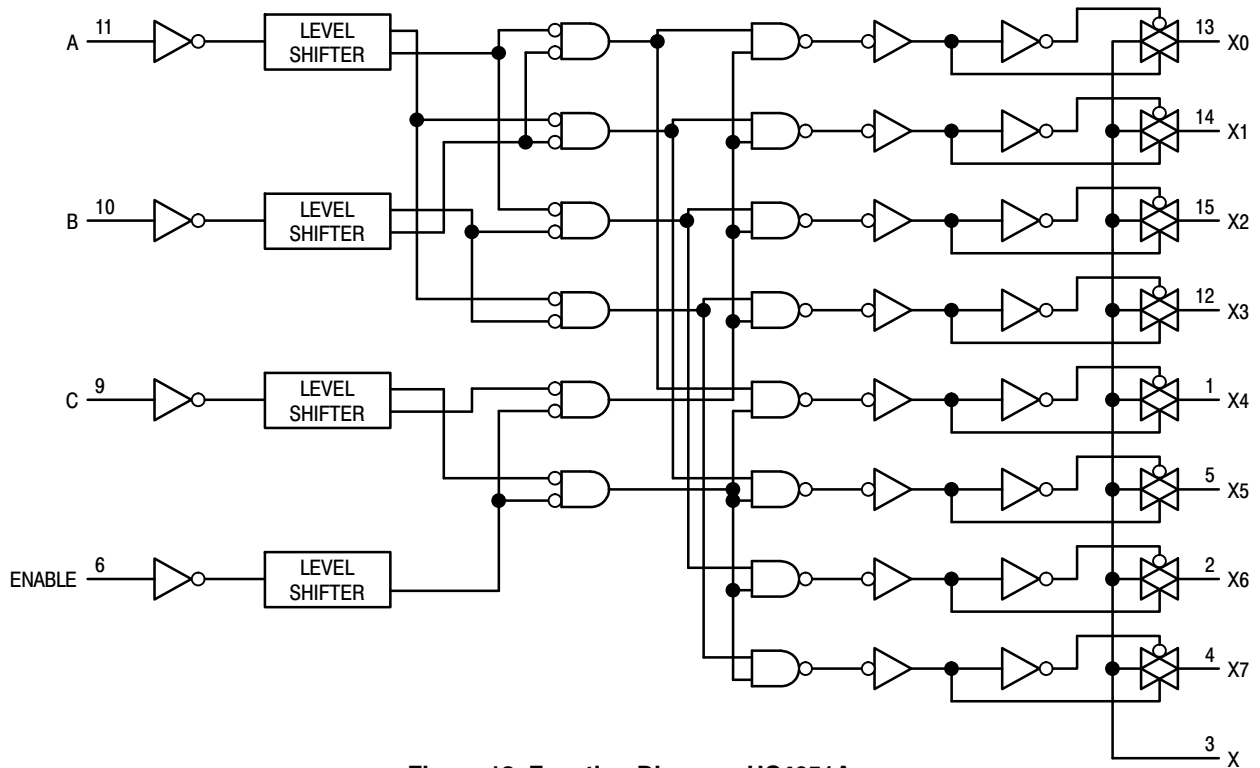 A
11
LEVEL
SHIFTER
13
X0
14
X1
B
10
LEVEL
SHIFTER
15
X2
12
X3
C
9
LEVEL
SHIFTER
1
X4
5
X5
ENABLE
6
LEVEL
SHIFTER
2
X6
4
X7
3
X